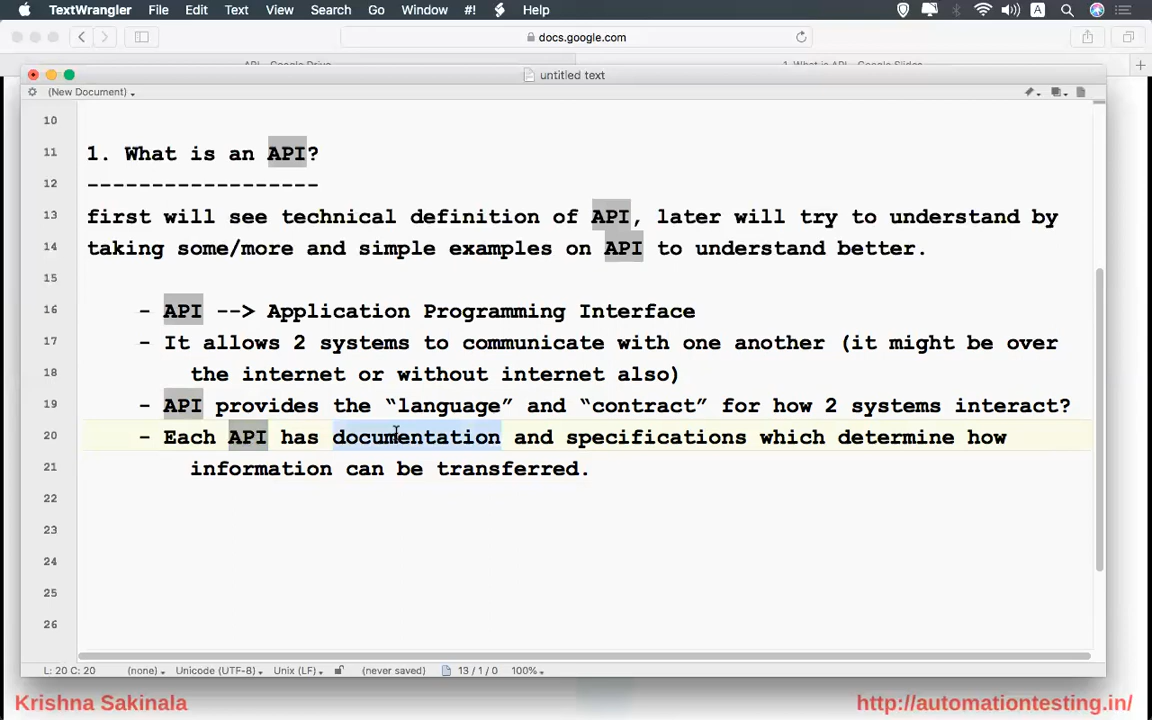 TextWrangler File Edit Text View Search Go Window #! Help A
docs.google.com
untitled text
(New Document)
10
11 1. What is an API?
12 ------------------
13 first will see technical definition of API, later will try to understand by
14 taking some/more and simple examples on API to understand better.
15
16 - API --> Application Programming Interface
17 - It allows 2 systems to communicate with one another (it might be over
18 the internet or without internet also)
19 - API provides the “language” and “contract” for how 2 systems interact?
20 - Each API has documentation and specifications which determine how
21 information can be transferred.
22
23
24
25
26
L: 20 C: 20 (none) Unicode (UTF-8) Unix (LF) (never saved) 13 / 1 / 0 100%
Krishna Sakinala http://automationtesting.in/